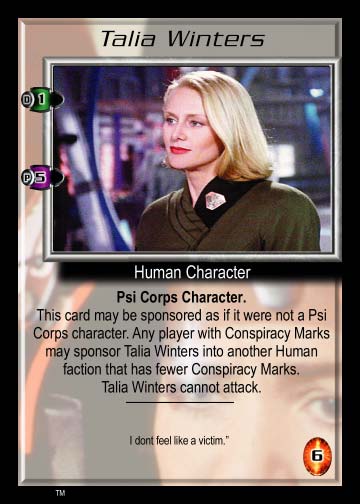 Talia Winters
D 1
P 5
Human Character
Psi Corps Character.
This card may be sponsored as if it were not a Psi
Corps character. Any player with Conspiracy Marks
may sponsor Talia Winters into another Human
faction that has fewer Conspiracy Marks.
Talia Winters cannot attack.
I dont feel like a victim.”
6
TM